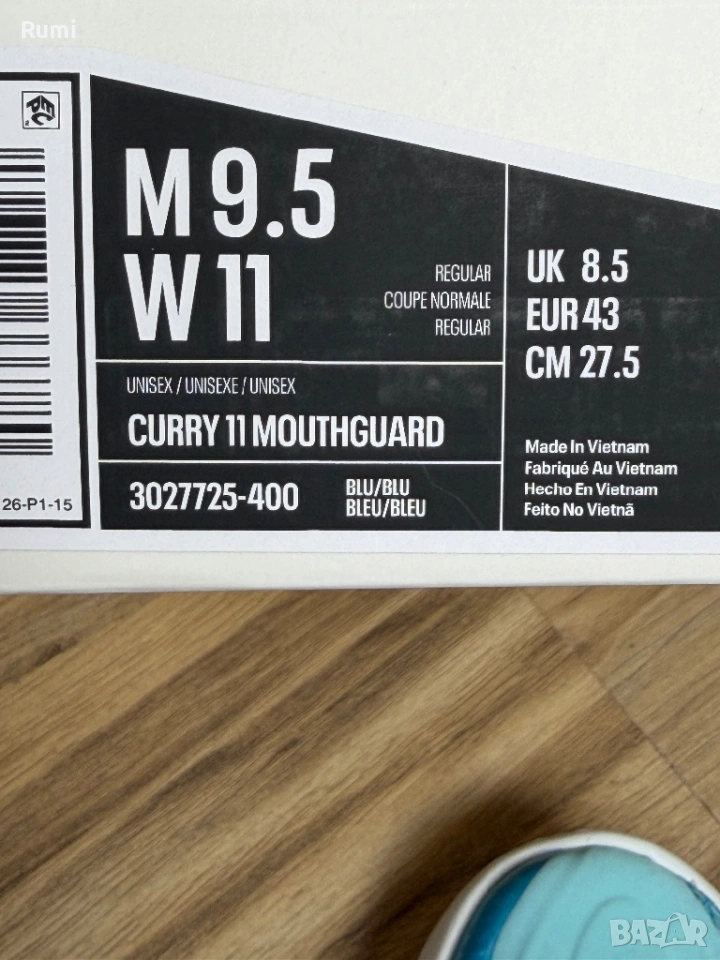 Rumi
M 9.5
W 11
REGULAR
COUPE NORMALE
REGULAR
UK 8.5
EUR 43
CM 27.5
UNISEX / UNISEXE / UNISEX
CURRY 11 MOUTHGUARD
3027725-400
BLU/BLU
BLEU/BLEU
Made In Vietnam
Fabriqué Au Vietnam
Hecho En Vietnam
Feito No Vietnã
26-P1-15
BAZAR